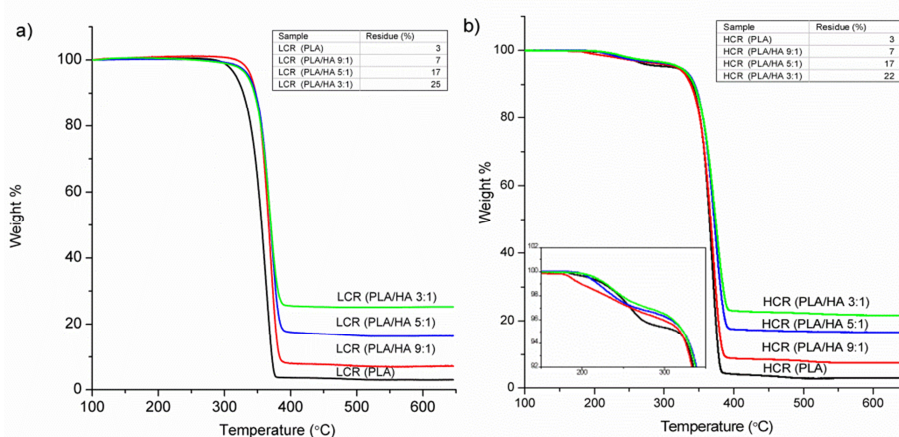 a)
Sample Residue (%)
LCR (PLA) 3
LCR (PLA/HA 9:1) 7
LCR (PLA/HA 5:1) 17
LCR (PLA/HA 3:1) 25
100
80
60
40
20
0
Weight %
LCR (PLA/HA 3:1)
LCR (PLA/HA 5:1)
LCR (PLA/HA 9:1)
LCR (PLA)
100 200 300 400 500 600
Temperature (°C)
b)
Sample Residue (%)
HCR (PLA) 3
HCR (PLA/HA 9:1) 7
HCR (PLA/HA 5:1) 17
HCR (PLA/HA 3:1) 22
100
80
60
40
20
0
Weight %
102
100
98
96
94
92
200 300
HCR (PLA/HA 3:1)
HCR (PLA/HA 5:1)
HCR (PLA/HA 9:1)
HCR (PLA)
100 200 300 400 500 600
Temperature (°C)